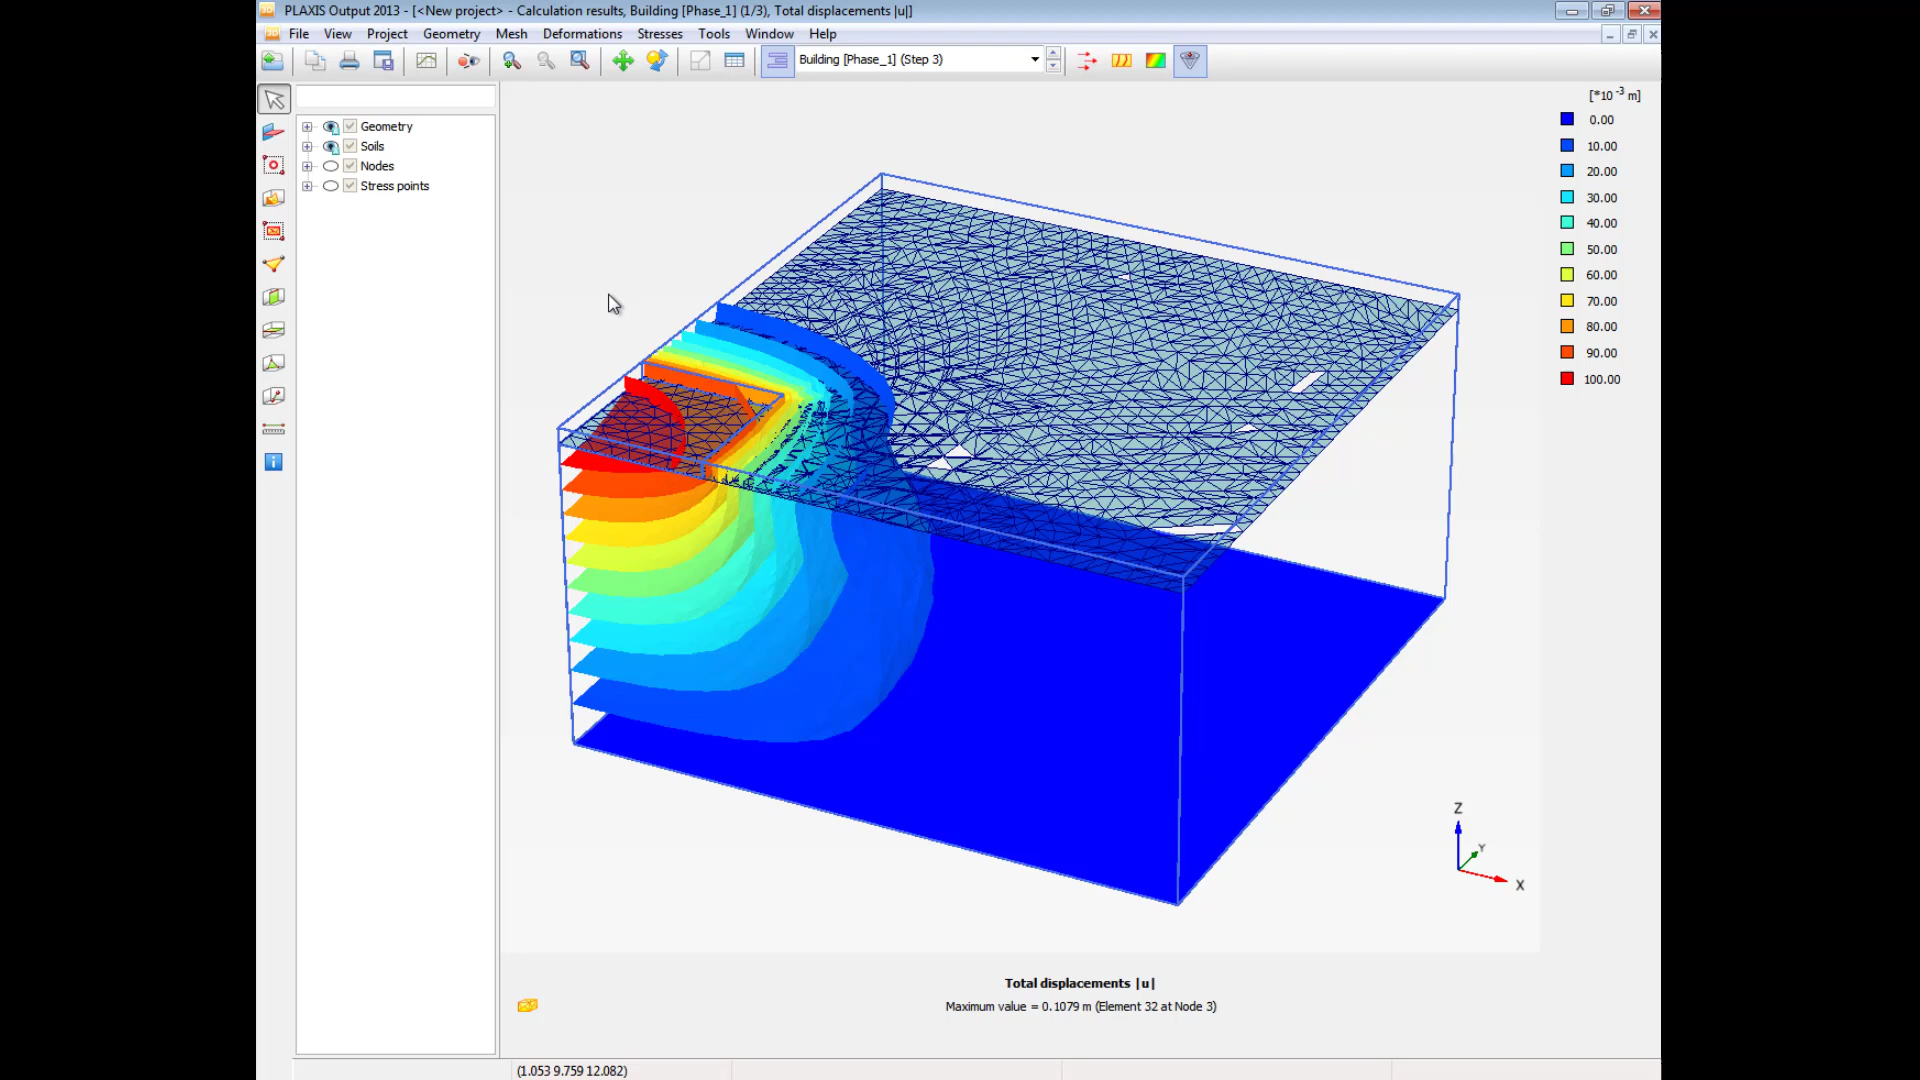 PLAXIS Output 2013 - [<New project> - Calculation results, Building [Phase_1] (1/3), Total displacements |u|]
File View Project Geometry Mesh Deformations Stresses Tools Window Help
Building [Phase_1] (Step 3)
Geometry
Soils
Nodes
Stress points
[*10 -3 m]
0.00
10.00
20.00
30.00
40.00
50.00
60.00
70.00
80.00
90.00
100.00
Z
Y
X
Total displacements |u|
Maximum value = 0.1079 m (Element 32 at Node 3)
(1.053 9.759 12.082)